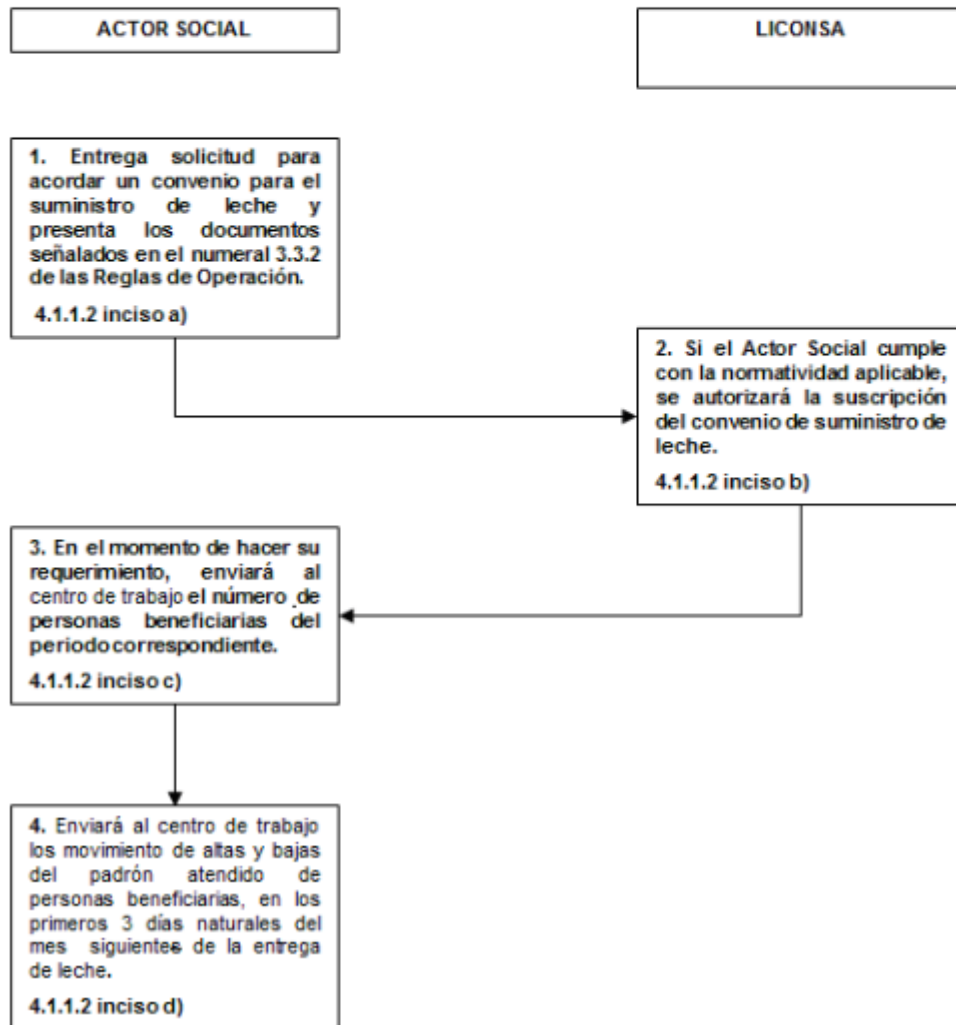 ACTOR SOCIAL
LICONSA
1. Entrega solicitud para
acordar un convenio para el
suministro de leche y
presenta los documentos
señalados en el numeral 3.3.2
de las Reglas de Operación.
4.1.1.2 inciso a)
2. Si el Actor Social cumple
con la normatividad aplicable,
se autorizará la suscripción
del convenio de suministro de
leche.
4.1.1.2 inciso b)
3. En el momento de hacer su
requerimiento, enviará al
centro de trabajo el número de
personas beneficiarias del
periodo correspondiente.
4.1.1.2 inciso c)
4. Enviará al centro de trabajo
los movimiento de altas y bajas
del padrón atendido de
personas beneficiarias, en los
primeros 3 días naturales del
mes siguientes de la entrega
de leche.
4.1.1.2 inciso d)